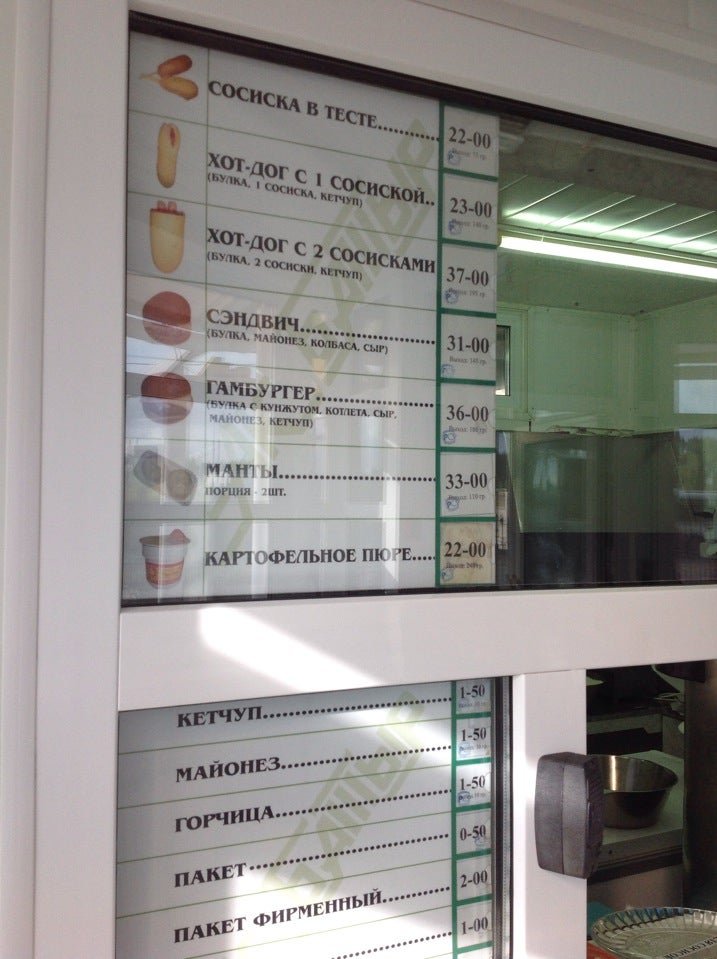 СОСИСКА В ТЕСТЕ............ 22-00
ХОТ-ДОГ С 1 СОСИСКОЙ.. 23-00
(БУЛКА, 1 СОСИСКА, КЕТЧУП)
ХОТ-ДОГ С 2 СОСИСКАМИ 37-00
(БУЛКА, 2 СОСИСКИ, КЕТЧУП)
СЭНДВИЧ........................ 31-00
(БУЛКА, МАЙОНЕЗ, КОЛБАСА, СЫР)
ГАМБУРГЕР..................... 36-00
(БУЛКА С КУНЖУТОМ, КОТЛЕТА, СЫР,
МАЙОНЕЗ, КЕТЧУП)
МАНТЫ........................... 33-00
ПОРЦИЯ - 2ШТ.
КАРТОФЕЛЬНОЕ ПЮРЕ..... 22-00
БАТЫР
КЕТЧУП........................... 1-50
МАЙОНЕЗ........................ 1-50
ГОРЧИЦА......................... 1-50
ПАКЕТ............................ 0-50
ПАКЕТ ФИРМЕННЫЙ............ 2-00
1-00
БАТЫР